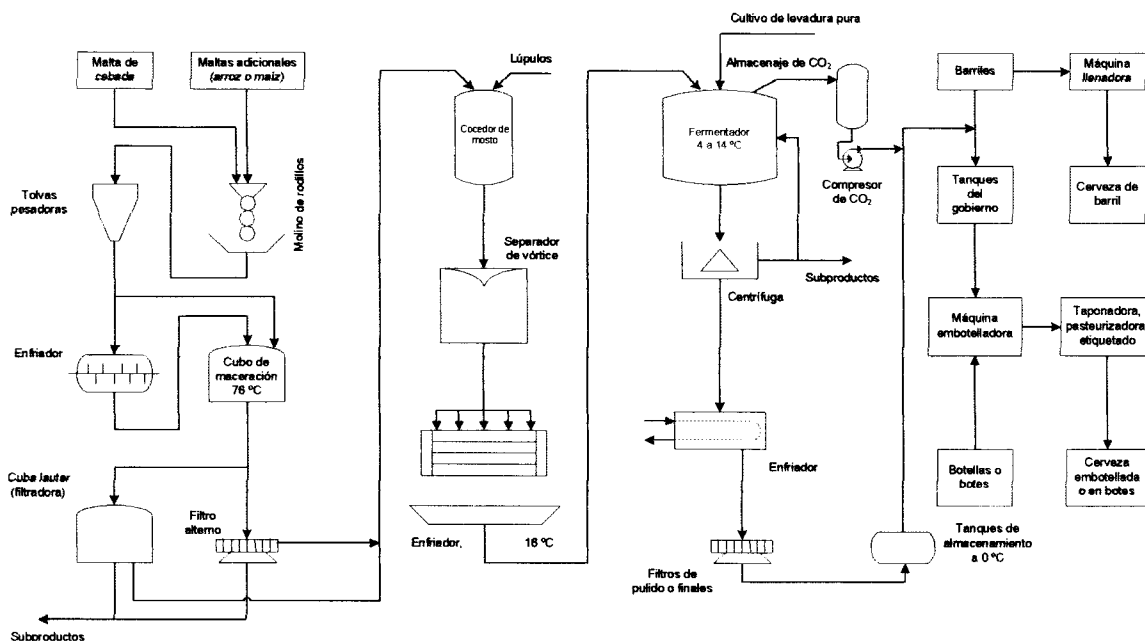 Cultivo de levadura pura
Malta de
cebada
Maltas adicionales
(arroz o maiz)
Lúpulos
Almacenaje de CO2
Barriles
Máquina
llenadora
Cocedor de
mosto
Fermentador
4 a 14 ºC
Compresor
de CO2
Tolvas
pesadoras
Molino de rodillos
Tanques
del
gobierno
Cerveza de
barril
Separador
de vórtice
Subproductos
Centrífuga
Enfriador
Cubo de
maceración
76 ºC
Máquina
embotelladora
Taponadora,
pasteurizadora
etiquetado
Cuba lauter
(filtradora)
Filtro
alterno
Enfriador
Botellas o
botes
Cerveza
embotellada
o en botes
Enfriador,
16 ºC
Filtros de
pulido o finales
Tanques de
almacenamiento
a 0 ºC
Subproductos